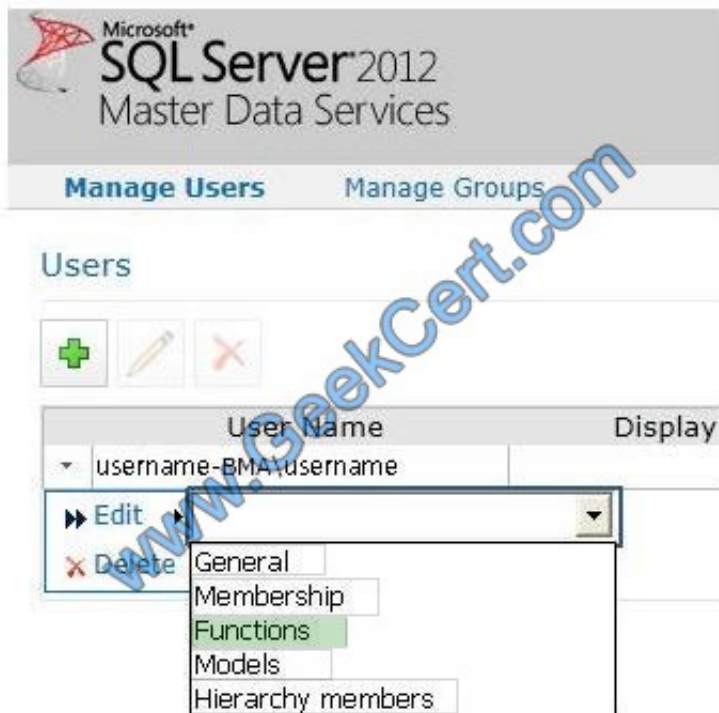 Microsoft
SQL Server 2012
Master Data Services
Manage Users Manage Groups
Users
User Name Display
username-BMA\username
Edit
Delete
General
Membership
Functions
Models
Hierarchy members
www.GeekCert.com